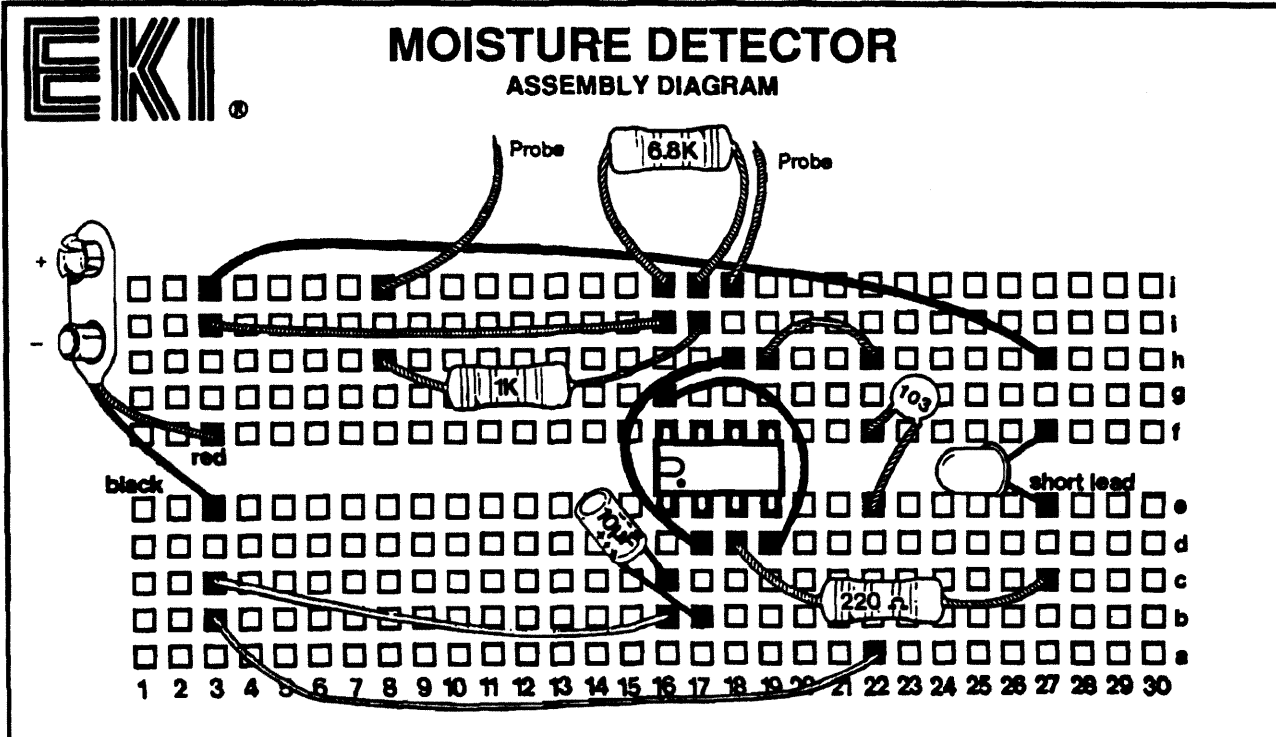 EKI®
MOISTURE DETECTOR
ASSEMBLY DIAGRAM
Probe
6.8K
Probe
+
−
j
i
1K
h
103
g
f
red
black
short lead
e
10µF
d
c
220 Ω
b
a
1 2 3 4 5 6 7 8 9 10 11 12 13 14 15 16 17 18 19 20 21 22 23 24 25 26 27 28 29 30